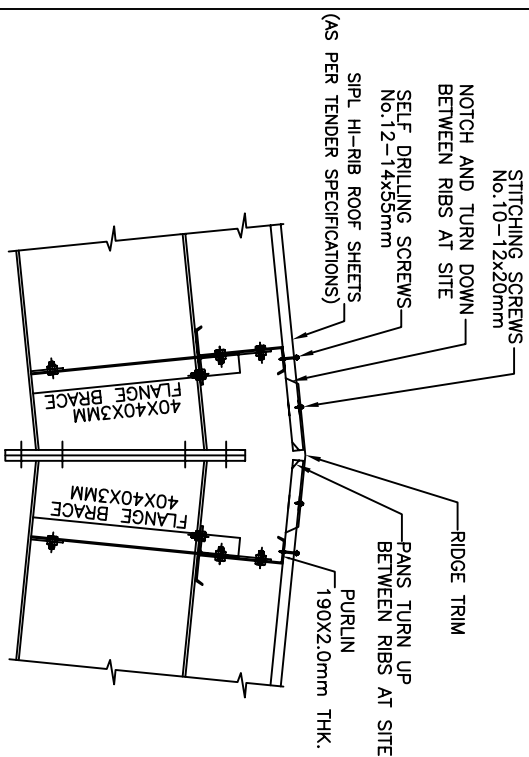 STITCHING SCREWS
No.10-12x20mm
NOTCH AND TURN DOWN
BETWEEN RIBS AT SITE
SELF DRILLING SCREWS
No.12-14x55mm
SIPL HI-RIB ROOF SHEETS
(AS PER TENDER SPECIFICATIONS)
RIDGE TRIM
PANS TURN UP
BETWEEN RIBS AT SITE
PURLIN
190X2.0mm THK.
FLANGE BRACE
40X40X3MM
FLANGE BRACE
40X40X3MM